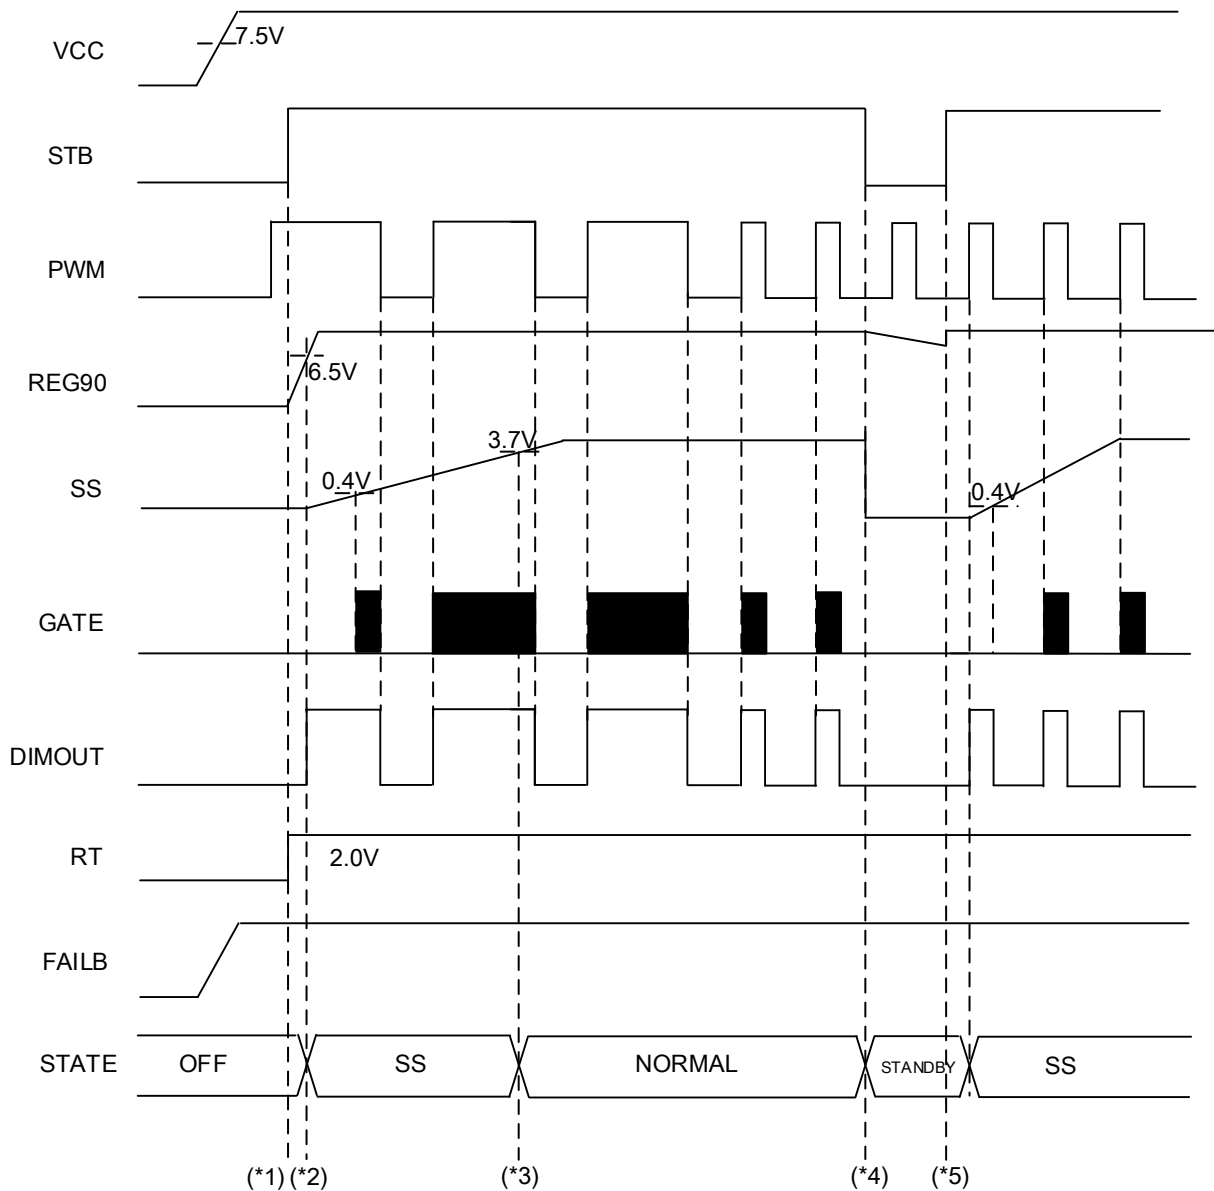 VCC
7.5V
STB
PWM
REG90
6.5V
SS
0.4V
3.7V
0.4V
GATE
DIMOUT
RT
2.0V
FAILB
STATE
OFF
SS
NORMAL
STANDBY
SS
(*1) (*2) (*3) (*4) (*5)